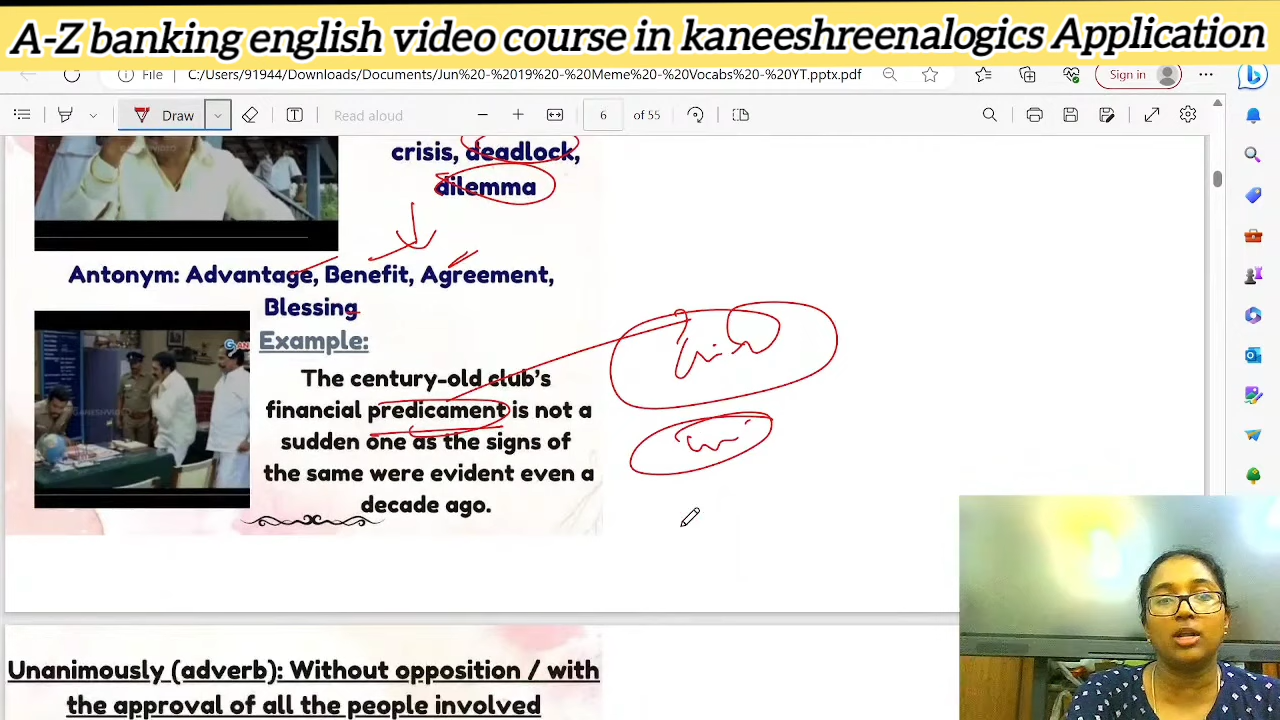 A-Z banking english video course in kaneeshreenalogics Application
File
C:/Users/91944/Downloads/Documents/Jun%20-%2019%20-%20Meme%20-%20Vocabs%20-%20YT.pptx.pdf
Sign in
Draw
Read aloud
6
of 55
crisis, deadlock,
dilemma
Antonym: Advantage, Benefit, Agreement,
Blessing
Example:
The century-old club's
financial predicament is not a
sudden one as the signs of
the same were evident even a
decade ago.
Unanimously (adverb): Without opposition / with
the approval of all the people involved